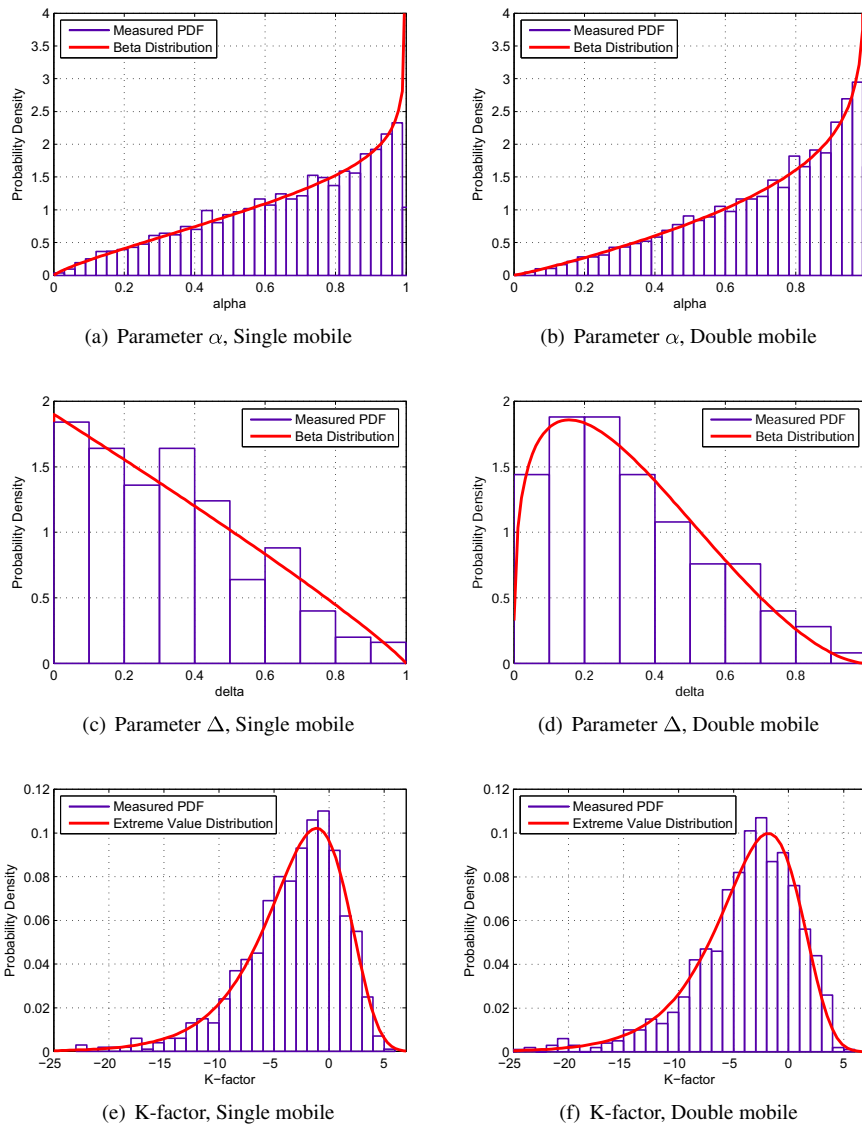 4
3.5
3
2.5
2
1.5
1
0.5
0
Probability Density
Measured PDF
Beta Distribution
0 0.2 0.4 0.6 0.8 1
alpha
(a) Parameter α, Single mobile
4
3.5
3
2.5
2
1.5
1
0.5
0
Probability Density
Measured PDF
Beta Distribution
0 0.2 0.4 0.6 0.8
alpha
(b) Parameter α, Double mobile
2
1.5
1
0.5
0
Probability Density
Measured PDF
Beta Distribution
0 0.2 0.4 0.6 0.8 1
delta
(c) Parameter Δ, Single mobile
2
1.5
1
0.5
0
Probability Density
Measured PDF
Beta Distribution
0 0.2 0.4 0.6 0.8
delta
(d) Parameter Δ, Double mobile
0.12
0.1
0.08
0.06
0.04
0.02
0
Probability Density
Measured PDF
Extreme Value Distribution
−25 −20 −15 −10 −5 0 5
K−factor
(e) K-factor, Single mobile
0.12
0.1
0.08
0.06
0.04
0.02
0
Probability Density
Measured PDF
Extreme Value Distribution
−25 −20 −15 −10 −5 0 5
K−factor
(f) K-factor, Double mobile